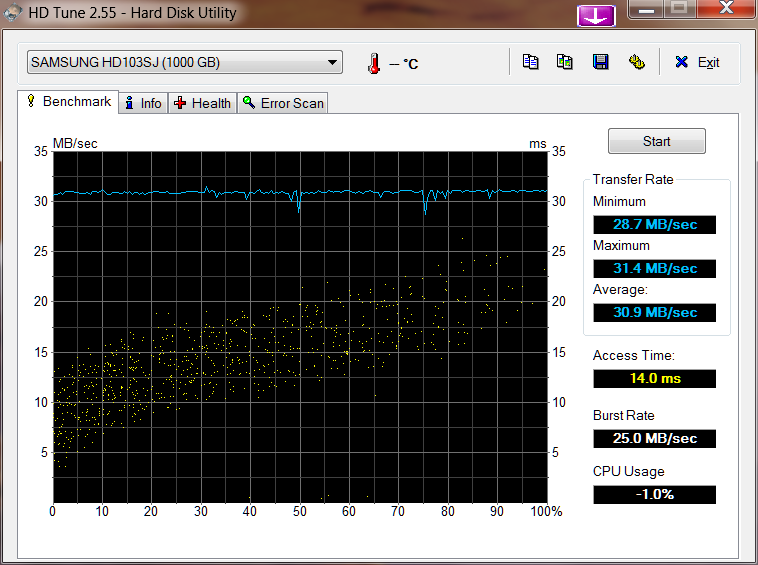 HD Tune 2.55 - Hard Disk Utility
SAMSUNG HD103SJ (1000 GB)
-- °C
Exit
Benchmark
Info
Health
Error Scan
MB/sec
ms
35
30
25
20
15
10
5
35
30
25
20
15
10
5
0 10 20 30 40 50 60 70 80 90 100%
Start
Transfer Rate
Minimum
28.7 MB/sec
Maximum
31.4 MB/sec
Average:
30.9 MB/sec
Access Time:
14.0 ms
Burst Rate
25.0 MB/sec
CPU Usage
-1.0%